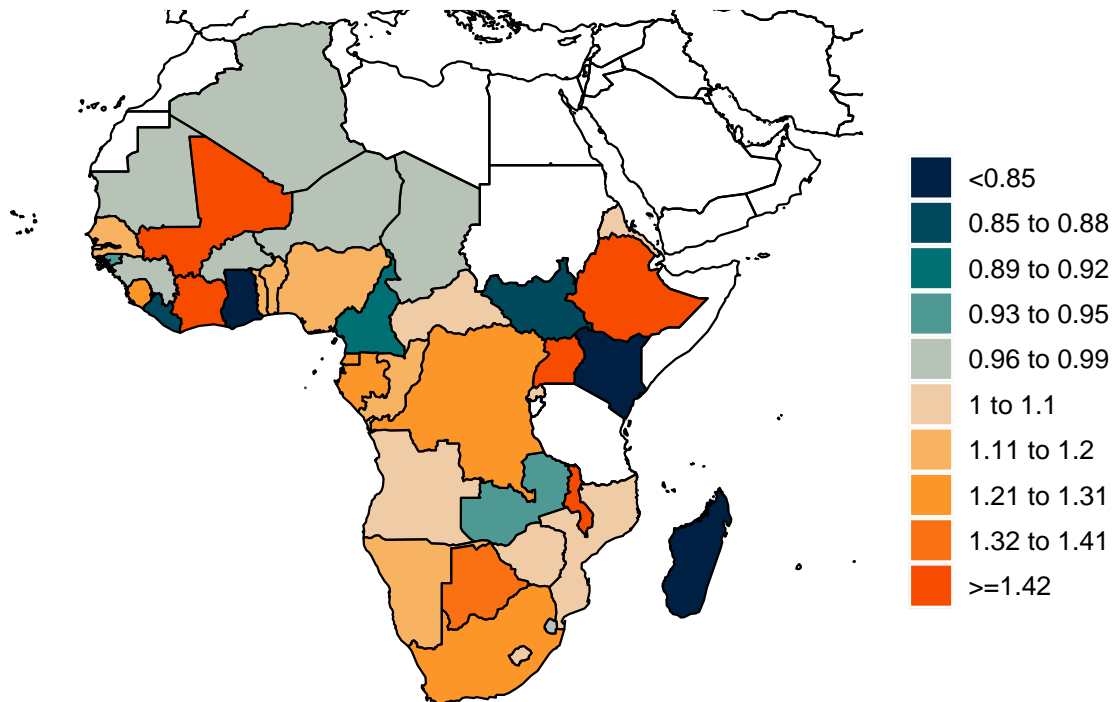 <0.85
0.85 to 0.88
0.89 to 0.92
0.93 to 0.95
0.96 to 0.99
1 to 1.1
1.11 to 1.2
1.21 to 1.31
1.32 to 1.41
>=1.42